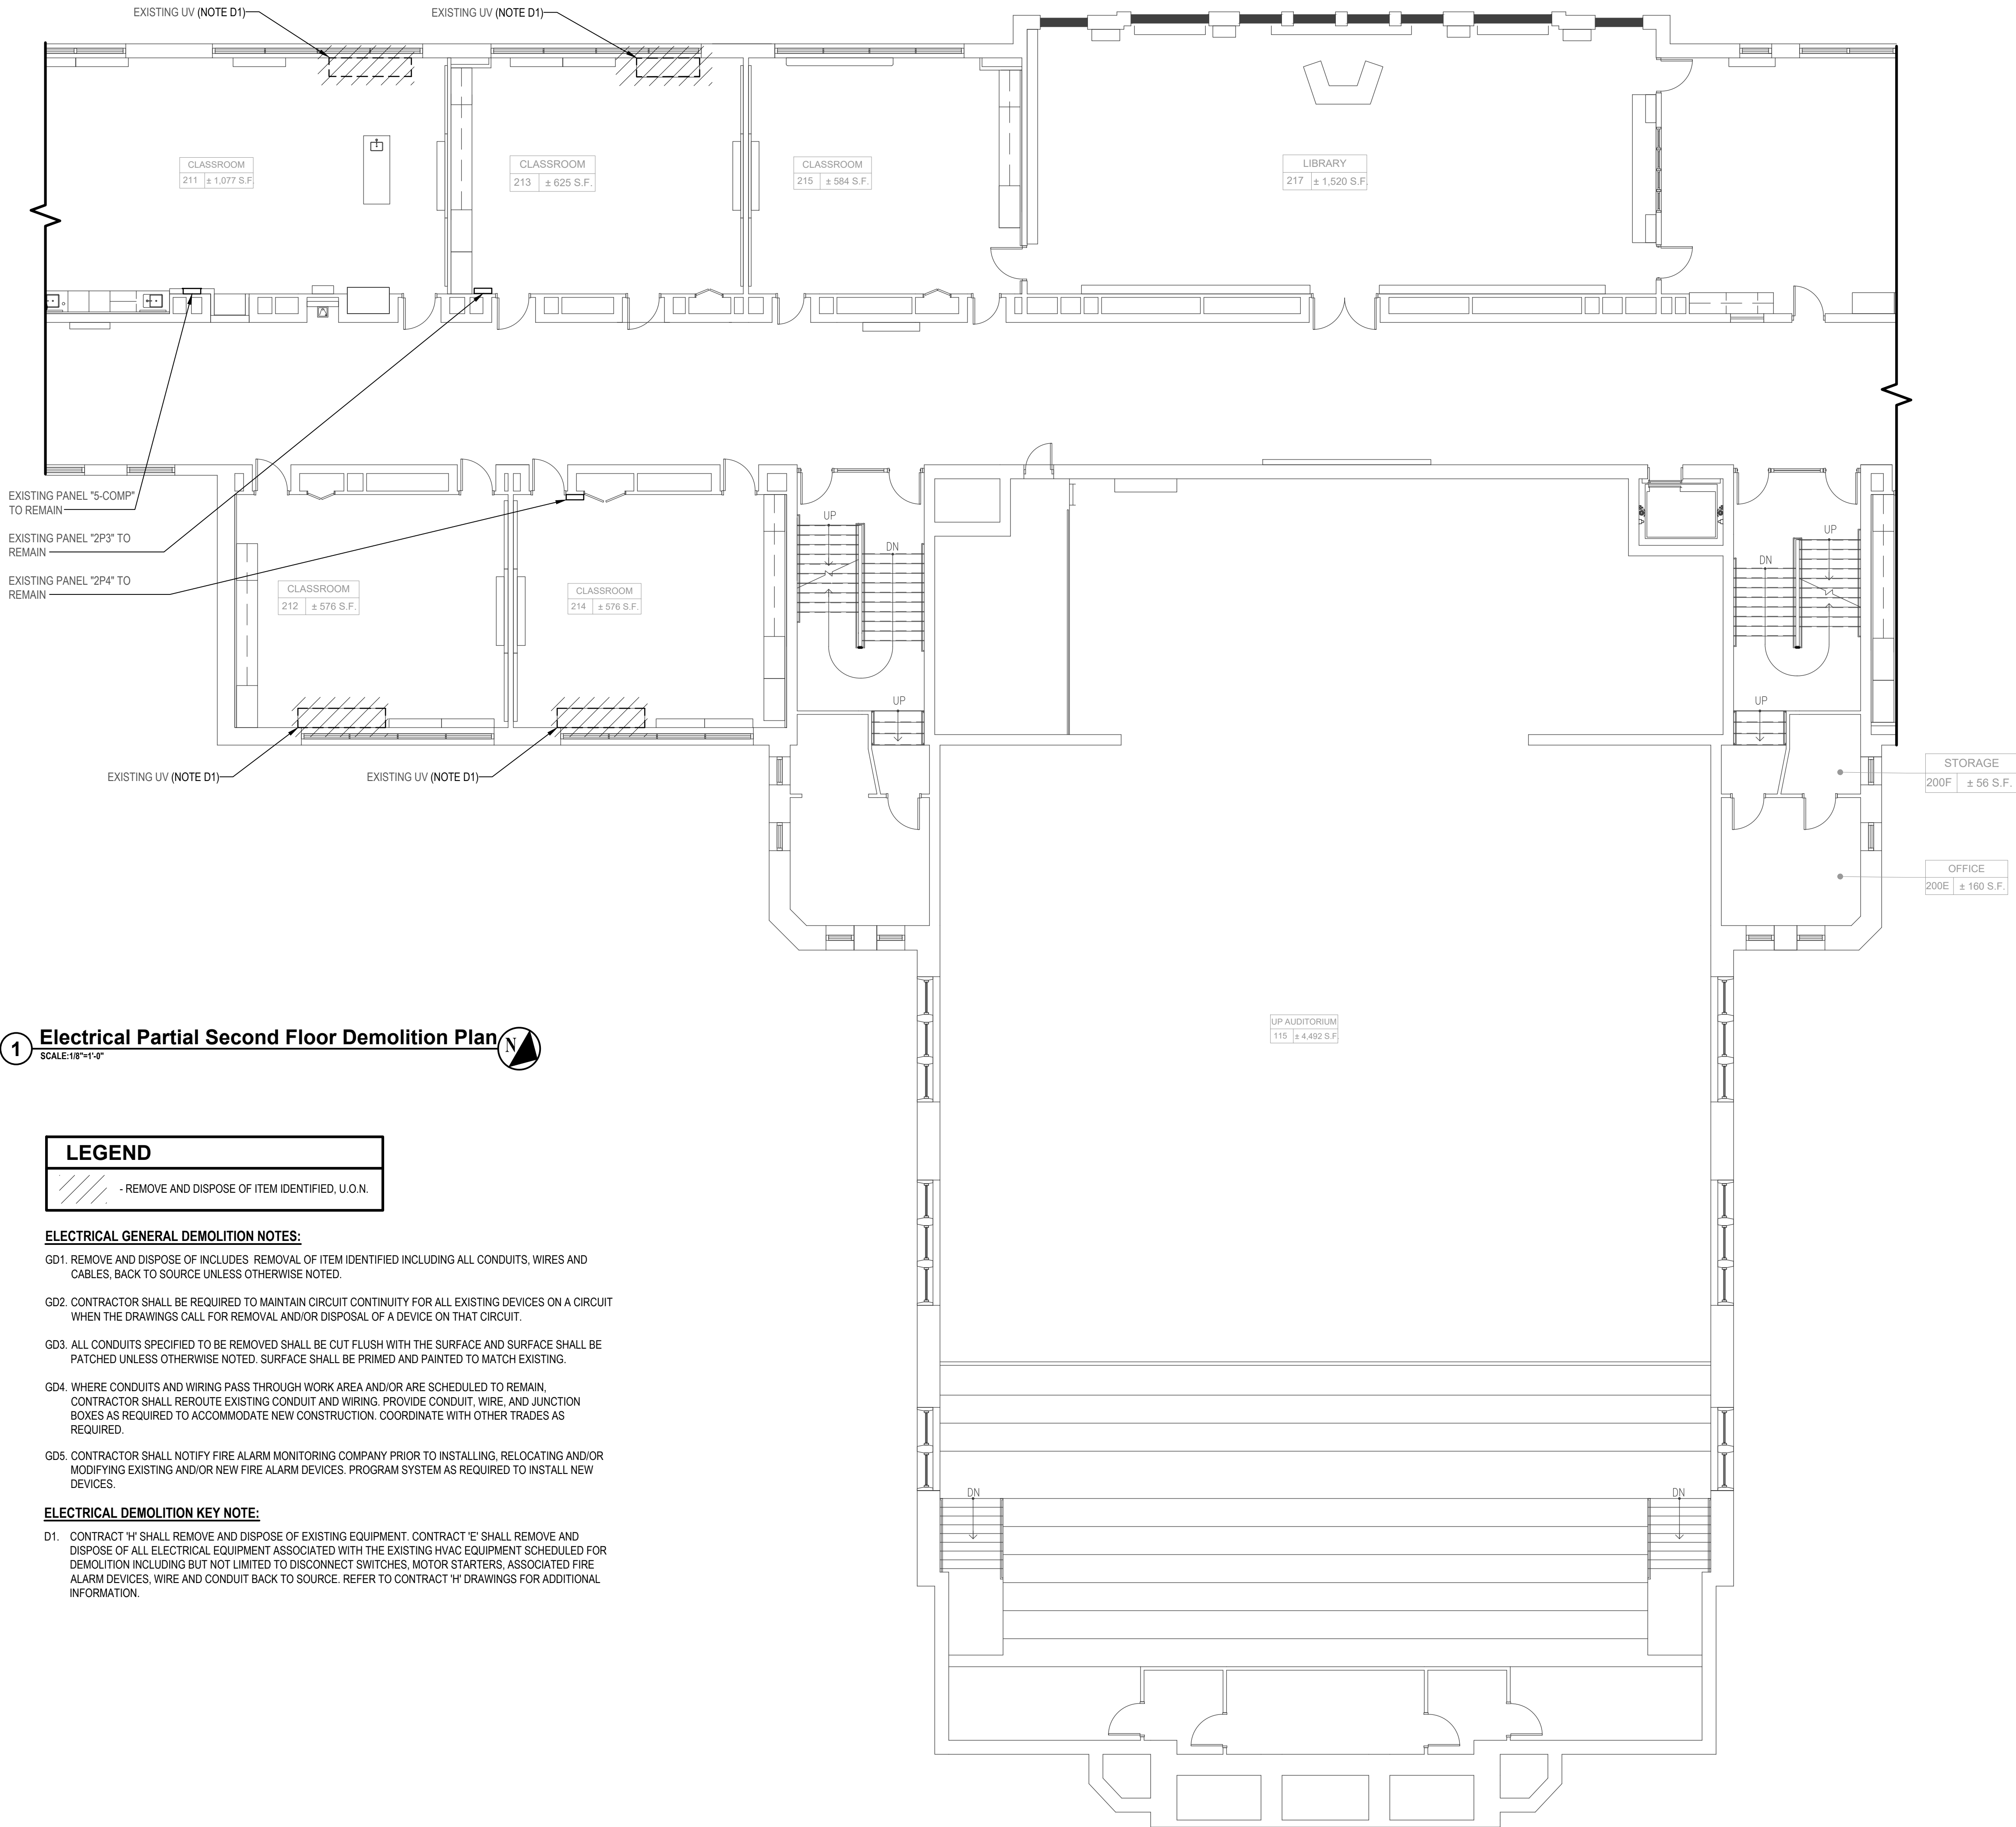 EXISTING UV (NOTE D1)
EXISTING UV (NOTE D1)
CLASSROOM
211 ± 1,077 S.F.
CLASSROOM
213 ± 625 S.F.
CLASSROOM
215 ± 584 S.F.
LIBRARY
217 ± 1,520 S.F.
EXISTING PANEL "5-COMP"
TO REMAIN
EXISTING PANEL "2P3" TO
REMAIN
EXISTING PANEL "2P4" TO
REMAIN
UP
DN
UP
DN
UP
UP
CLASSROOM
212 ± 576 S.F.
CLASSROOM
214 ± 576 S.F.
EXISTING UV (NOTE D1)
EXISTING UV (NOTE D1)
STORAGE
200F ± 56 S.F.
OFFICE
200E ± 160 S.F.
UP AUDITORIUM
115 ± 4,492 S.F.
DN
DN
1 Electrical Partial Second Floor Demolition Plan N
SCALE:1/8"=1'-0"
LEGEND
- REMOVE AND DISPOSE OF ITEM IDENTIFIED, U.O.N.
ELECTRICAL GENERAL DEMOLITION NOTES:
GD1. REMOVE AND DISPOSE OF INCLUDES REMOVAL OF ITEM IDENTIFIED INCLUDING ALL CONDUITS, WIRES AND
CABLES, BACK TO SOURCE UNLESS OTHERWISE NOTED.
GD2. CONTRACTOR SHALL BE REQUIRED TO MAINTAIN CIRCUIT CONTINUITY FOR ALL EXISTING DEVICES ON A CIRCUIT
WHEN THE DRAWINGS CALL FOR REMOVAL AND/OR DISPOSAL OF A DEVICE ON THAT CIRCUIT.
GD3. ALL CONDUITS SPECIFIED TO BE REMOVED SHALL BE CUT FLUSH WITH THE SURFACE AND SURFACE SHALL BE
PATCHED UNLESS OTHERWISE NOTED. SURFACE SHALL BE PRIMED AND PAINTED TO MATCH EXISTING.
GD4. WHERE CONDUITS AND WIRING PASS THROUGH WORK AREA AND/OR ARE SCHEDULED TO REMAIN,
CONTRACTOR SHALL REROUTE EXISTING CONDUIT AND WIRING. PROVIDE CONDUIT, WIRE, AND JUNCTION
BOXES AS REQUIRED TO ACCOMMODATE NEW CONSTRUCTION. COORDINATE WITH OTHER TRADES AS
REQUIRED.
GD5. CONTRACTOR SHALL NOTIFY FIRE ALARM MONITORING COMPANY PRIOR TO INSTALLING, RELOCATING AND/OR
MODIFYING EXISTING AND/OR NEW FIRE ALARM DEVICES. PROGRAM SYSTEM AS REQUIRED TO INSTALL NEW
DEVICES.
ELECTRICAL DEMOLITION KEY NOTE:
D1. CONTRACT 'H' SHALL REMOVE AND DISPOSE OF EXISTING EQUIPMENT. CONTRACT 'E' SHALL REMOVE AND
DISPOSE OF ALL ELECTRICAL EQUIPMENT ASSOCIATED WITH THE EXISTING HVAC EQUIPMENT SCHEDULED FOR
DEMOLITION INCLUDING BUT NOT LIMITED TO DISCONNECT SWITCHES, MOTOR STARTERS, ASSOCIATED FIRE
ALARM DEVICES, WIRE AND CONDUIT BACK TO SOURCE. REFER TO CONTRACT 'H' DRAWINGS FOR ADDITIONAL
INFORMATION.